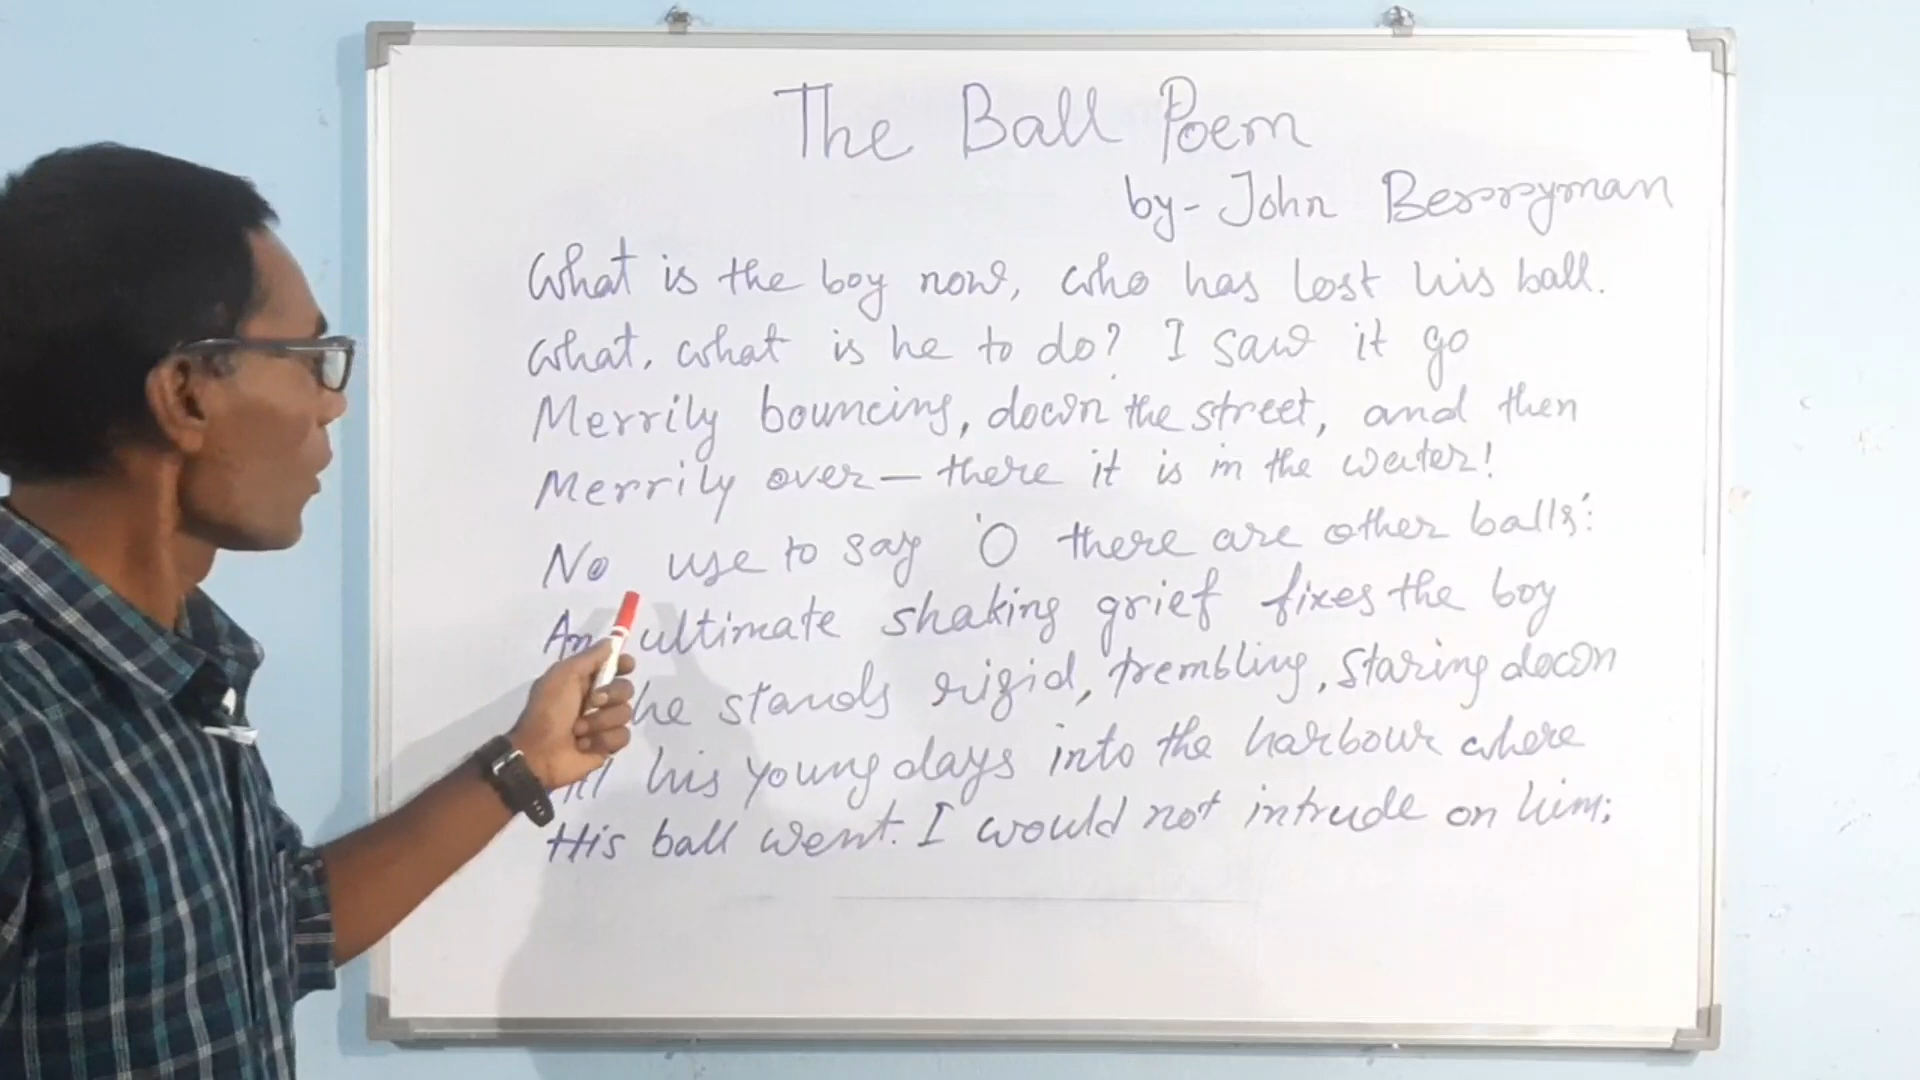 The Ball Poem
by- John Berryman
What is the boy now, who has lost his ball.
What, what is he to do? I saw it go
Merrily bouncing, down the street, and then
Merrily over— there it is in the water!
No use to say 'O there are other balls':
An ultimate shaking grief fixes the boy
he stands rigid, trembling, staring down
his young days into the harbour where
His ball went. I would not intrude on him;